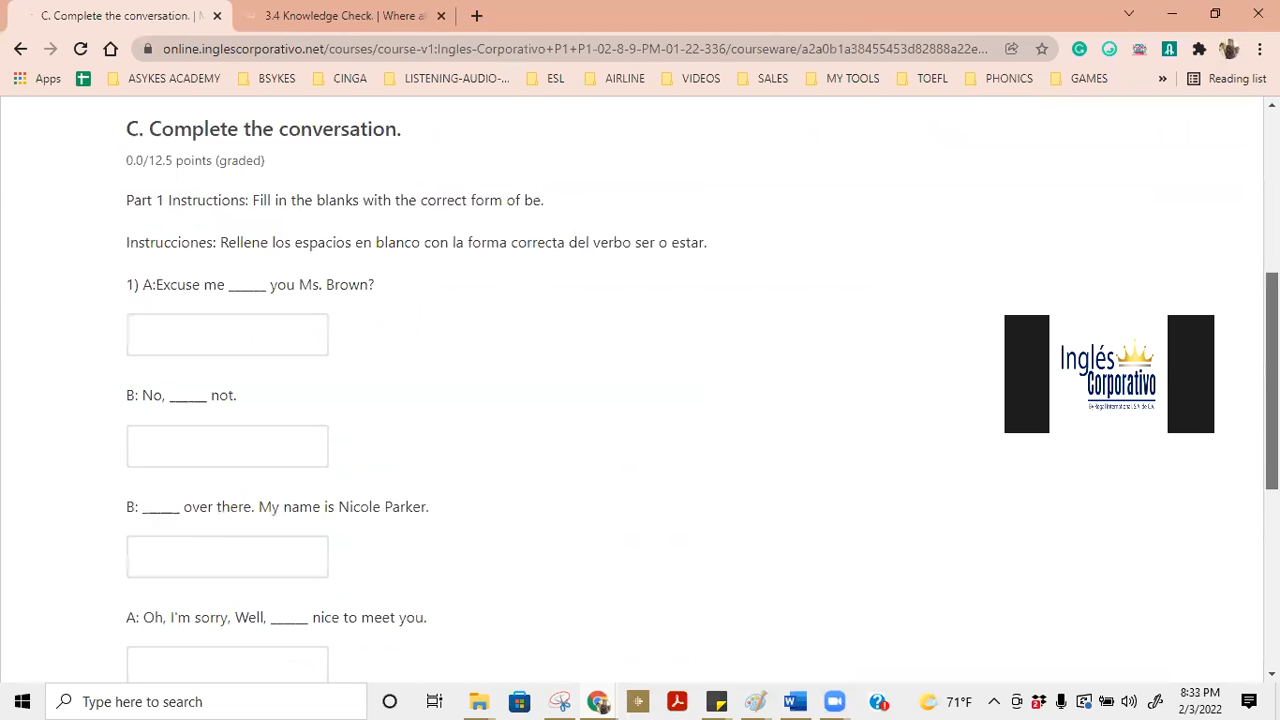 C. Complete the conversation. |
3.4 Knowledge Check. | Where a
online.inglescorporativo.net/courses/course-v1:Ingles-Corporativo+P1+P1-02-8-9-PM-01-22-336/courseware/a2a0b1a38455453d82888a22e...
Apps ASYKES ACADEMY BSYKES CINGA LISTENING-AUDIO-... ESL AIRLINE VIDEOS SALES MY TOOLS TOEFL PHONICS GAMES » Reading list
C. Complete the conversation.
0.0/12.5 points (graded)
Part 1 Instructions: Fill in the blanks with the correct form of be.
Instrucciones: Rellene los espacios en blanco con la forma correcta del verbo ser o estar.
1) A:Excuse me ______ you Ms. Brown?
B: No, ______ not.
B: ______ over there. My name is Nicole Parker.
A: Oh, I'm sorry, Well, ______ nice to meet you.
Inglés
Corporativo
Type here to search
71°F
8:33 PM
2/3/2022